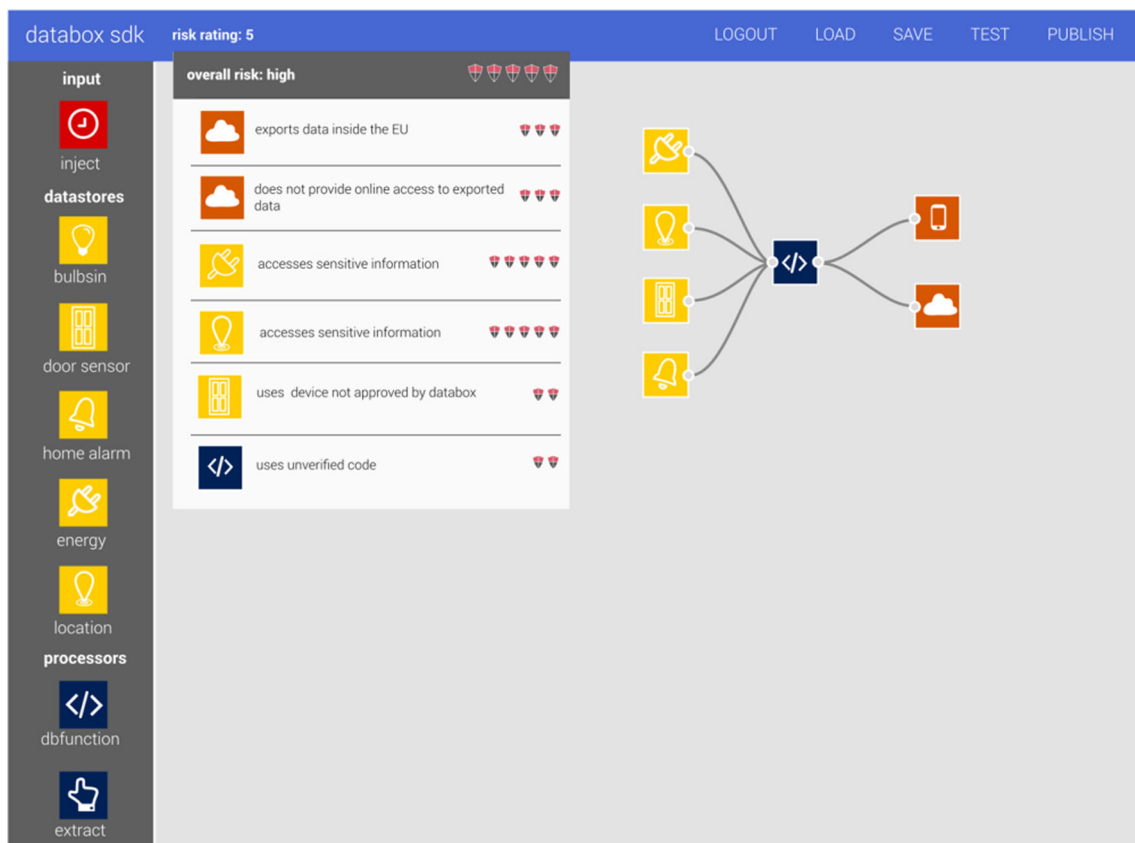 databox sdk
risk rating: 5
LOGOUT
LOAD
SAVE
TEST
PUBLISH
input
inject
datastores
bulbsin
door sensor
home alarm
energy
location
processors
dbfunction
extract
overall risk: high
exports data inside the EU
does not provide online access to exported
data
accesses sensitive information
accesses sensitive information
uses device not approved by databox
uses unverified code